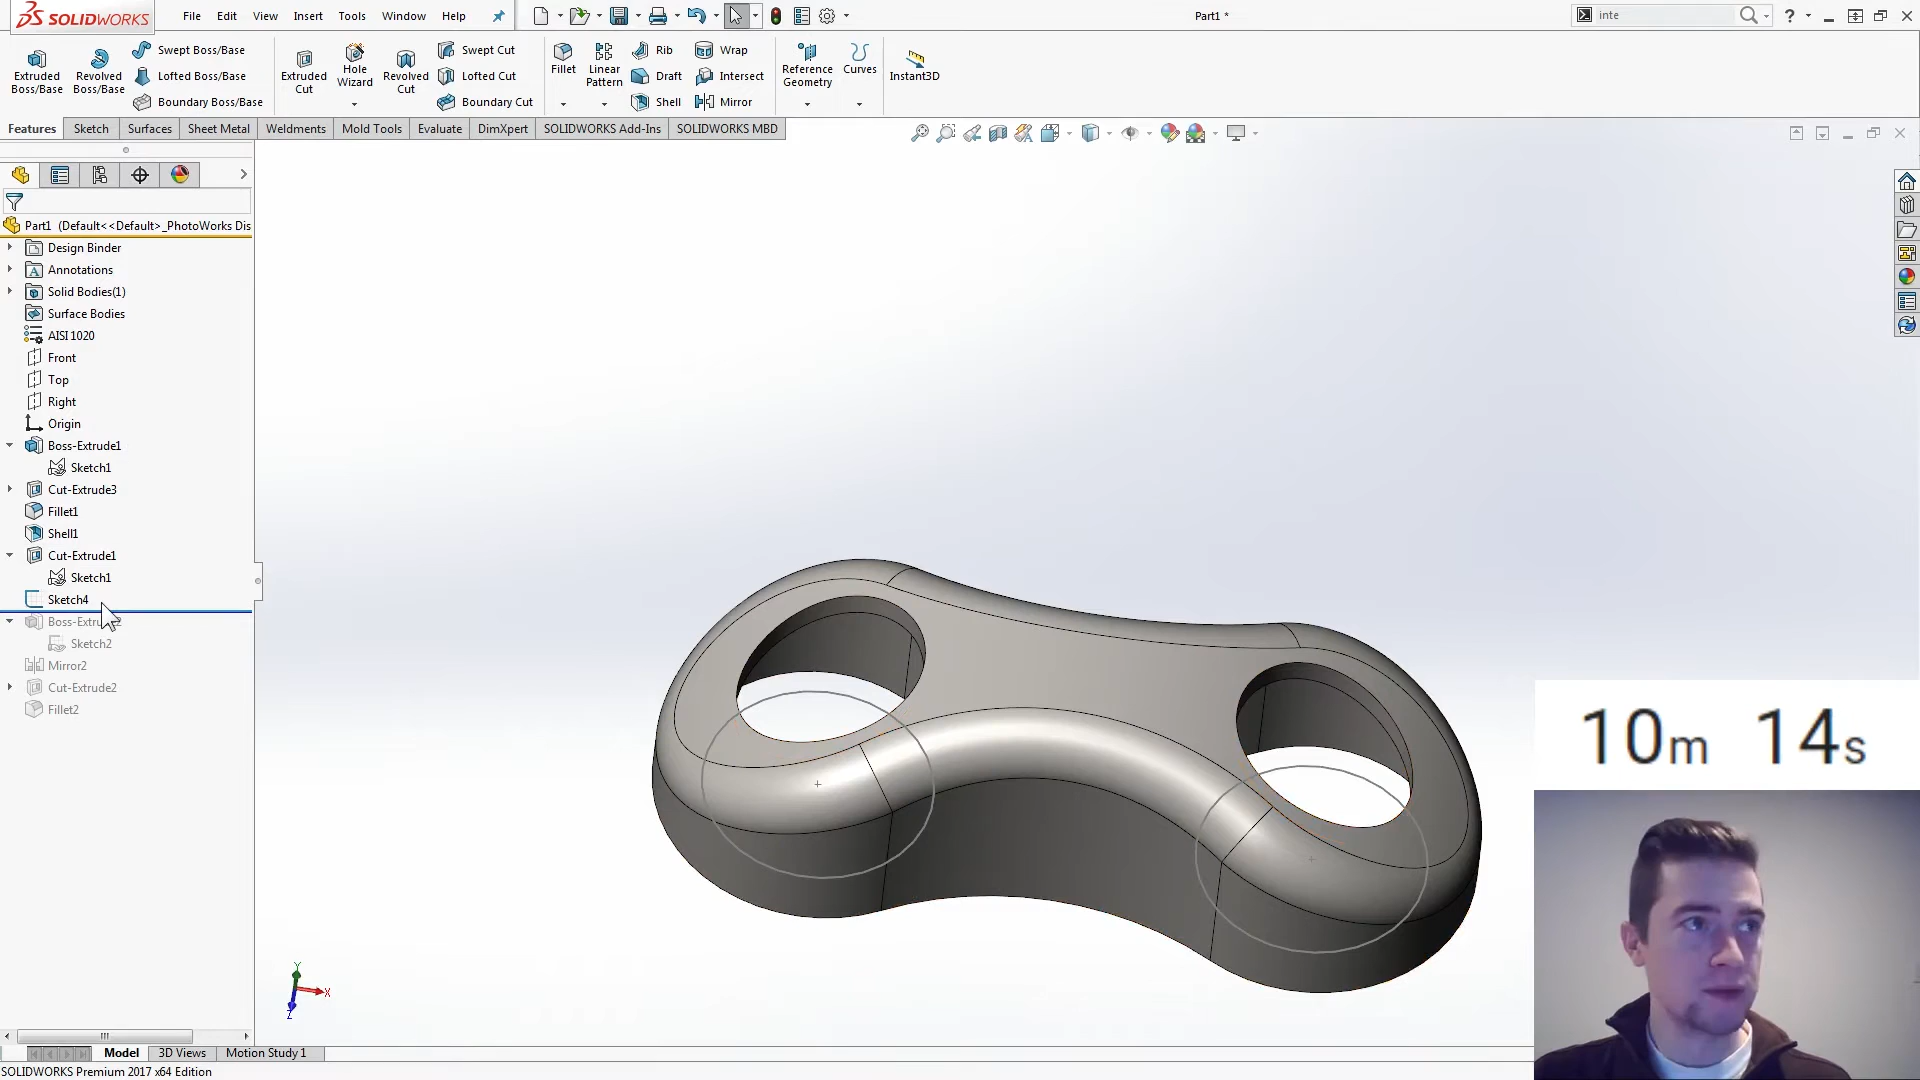 SOLIDWORKS
File Edit View Insert Tools Window Help
Part1 *
inte
?
Extruded Boss/Base
Revolved Boss/Base
Swept Boss/Base
Lofted Boss/Base
Boundary Boss/Base
Extruded Cut
Hole Wizard
Revolved Cut
Swept Cut
Lofted Cut
Boundary Cut
Fillet
Linear Pattern
Rib
Draft
Shell
Wrap
Intersect
Mirror
Reference Geometry
Curves
Instant3D
Features Sketch Surfaces Sheet Metal Weldments Mold Tools Evaluate DimXpert SOLIDWORKS Add-Ins SOLIDWORKS MBD
Part1 (Default<<Default>_PhotoWorks Dis
Design Binder
Annotations
Solid Bodies(1)
Surface Bodies
AISI 1020
Front
Top
Right
Origin
Boss-Extrude1
Sketch1
Cut-Extrude3
Fillet1
Shell1
Cut-Extrude1
Sketch1
Sketch4
Boss-Extrude2
Sketch2
Mirror2
Cut-Extrude2
Fillet2
10m 14s
Y
X
Z
Model 3D Views Motion Study 1
SOLIDWORKS Premium 2017 x64 Edition